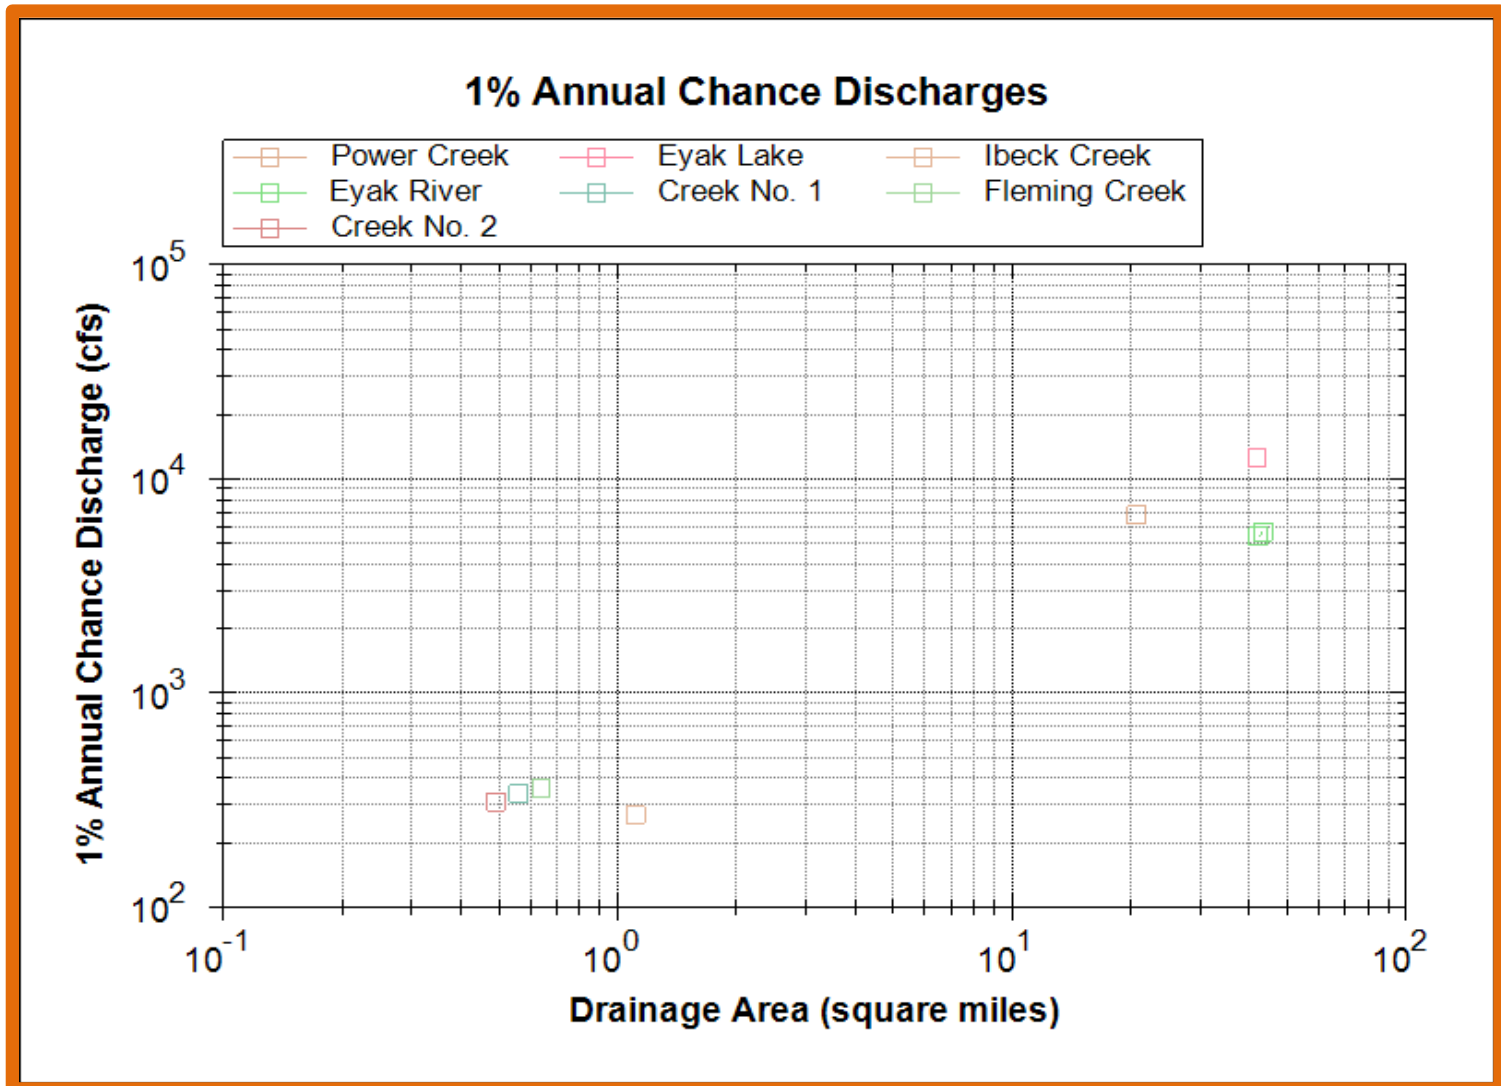 1% Annual Chance Discharges
Power Creek Eyak Lake Ibeck Creek
Eyak River Creek No. 1 Fleming Creek
Creek No. 2
10^5
10^4
10^3
10^2
1% Annual Chance Discharge (cfs)
10^-1 10^0 10^1 10^2
Drainage Area (square miles)